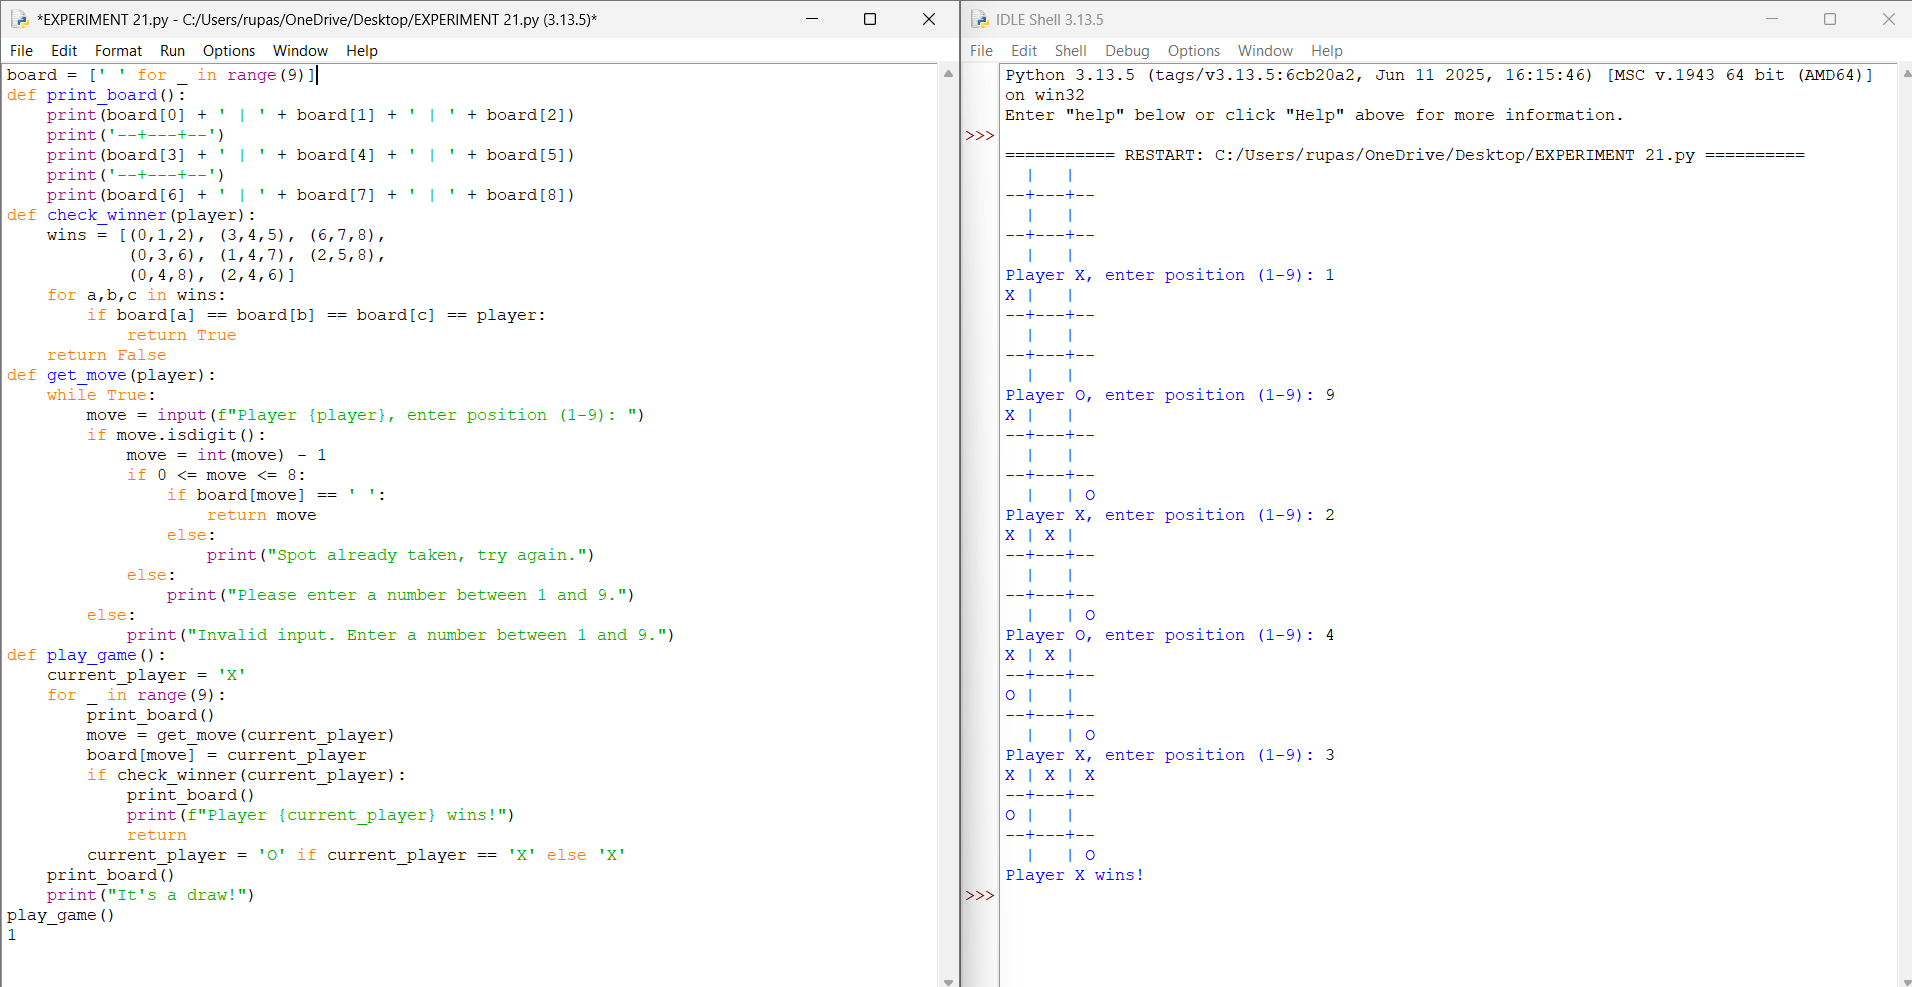 *EXPERIMENT 21.py - C:/Users/rupas/OneDrive/Desktop/EXPERIMENT 21.py (3.13.5)*
File Edit Format Run Options Window Help
board = [' ' for _ in range(9)]
def print_board():
    print(board[0] + ' | ' + board[1] + ' | ' + board[2])
    print('--+---+--')
    print(board[3] + ' | ' + board[4] + ' | ' + board[5])
    print('--+---+--')
    print(board[6] + ' | ' + board[7] + ' | ' + board[8])
def check_winner(player):
    wins = [(0,1,2), (3,4,5), (6,7,8),
            (0,3,6), (1,4,7), (2,5,8),
            (0,4,8), (2,4,6)]
    for a,b,c in wins:
        if board[a] == board[b] == board[c] == player:
            return True
    return False
def get_move(player):
    while True:
        move = input(f"Player {player}, enter position (1-9): ")
        if move.isdigit():
            move = int(move) - 1
            if 0 <= move <= 8:
                if board[move] == ' ':
                    return move
                else:
                    print("Spot already taken, try again.")
            else:
                print("Please enter a number between 1 and 9.")
        else:
            print("Invalid input. Enter a number between 1 and 9.")
def play_game():
    current_player = 'X'
    for _ in range(9):
        print_board()
        move = get_move(current_player)
        board[move] = current_player
        if check_winner(current_player):
            print_board()
            print(f"Player {current_player} wins!")
            return
        current_player = 'O' if current_player == 'X' else 'X'
    print_board()
    print("It's a draw!")
play_game()
1
IDLE Shell 3.13.5
File Edit Shell Debug Options Window Help
Python 3.13.5 (tags/v3.13.5:6cb20a2, Jun 11 2025, 16:15:46) [MSC v.1943 64 bit (AMD64)]
on win32
Enter "help" below or click "Help" above for more information.
>>>
=========== RESTART: C:/Users/rupas/OneDrive/Desktop/EXPERIMENT 21.py ==========
  |   |
--+---+--
  |   |
--+---+--
  |   |
Player X, enter position (1-9): 1
X |   |
--+---+--
  |   |
--+---+--
  |   |
Player O, enter position (1-9): 9
X |   |
--+---+--
  |   |
--+---+--
  |   | O
Player X, enter position (1-9): 2
X | X |
--+---+--
  |   |
--+---+--
  |   | O
Player O, enter position (1-9): 4
X | X |
--+---+--
O |   |
--+---+--
  |   | O
Player X, enter position (1-9): 3
X | X | X
--+---+--
O |   |
--+---+--
  |   | O
Player X wins!
>>>